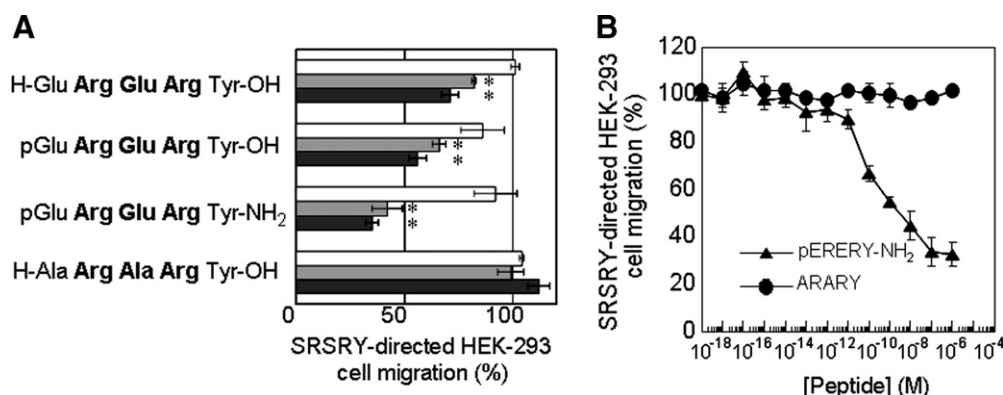 A
H-Glu Arg Glu Arg Tyr-OH
pGlu Arg Glu Arg Tyr-OH
pGlu Arg Glu Arg Tyr-NH2
H-Ala Arg Ala Arg Tyr-OH
*
*
*
*
*
*
0 50 100
SRSRY-directed HEK-293
cell migration (%)
B
SRSRY-directed HEK-293
cell migration (%)
120
100
80
60
40
20
0
pERERY-NH2
ARARY
10-18 10-16 10-14 10-12 10-10 10-8 10-6 10-4
[Peptide] (M)